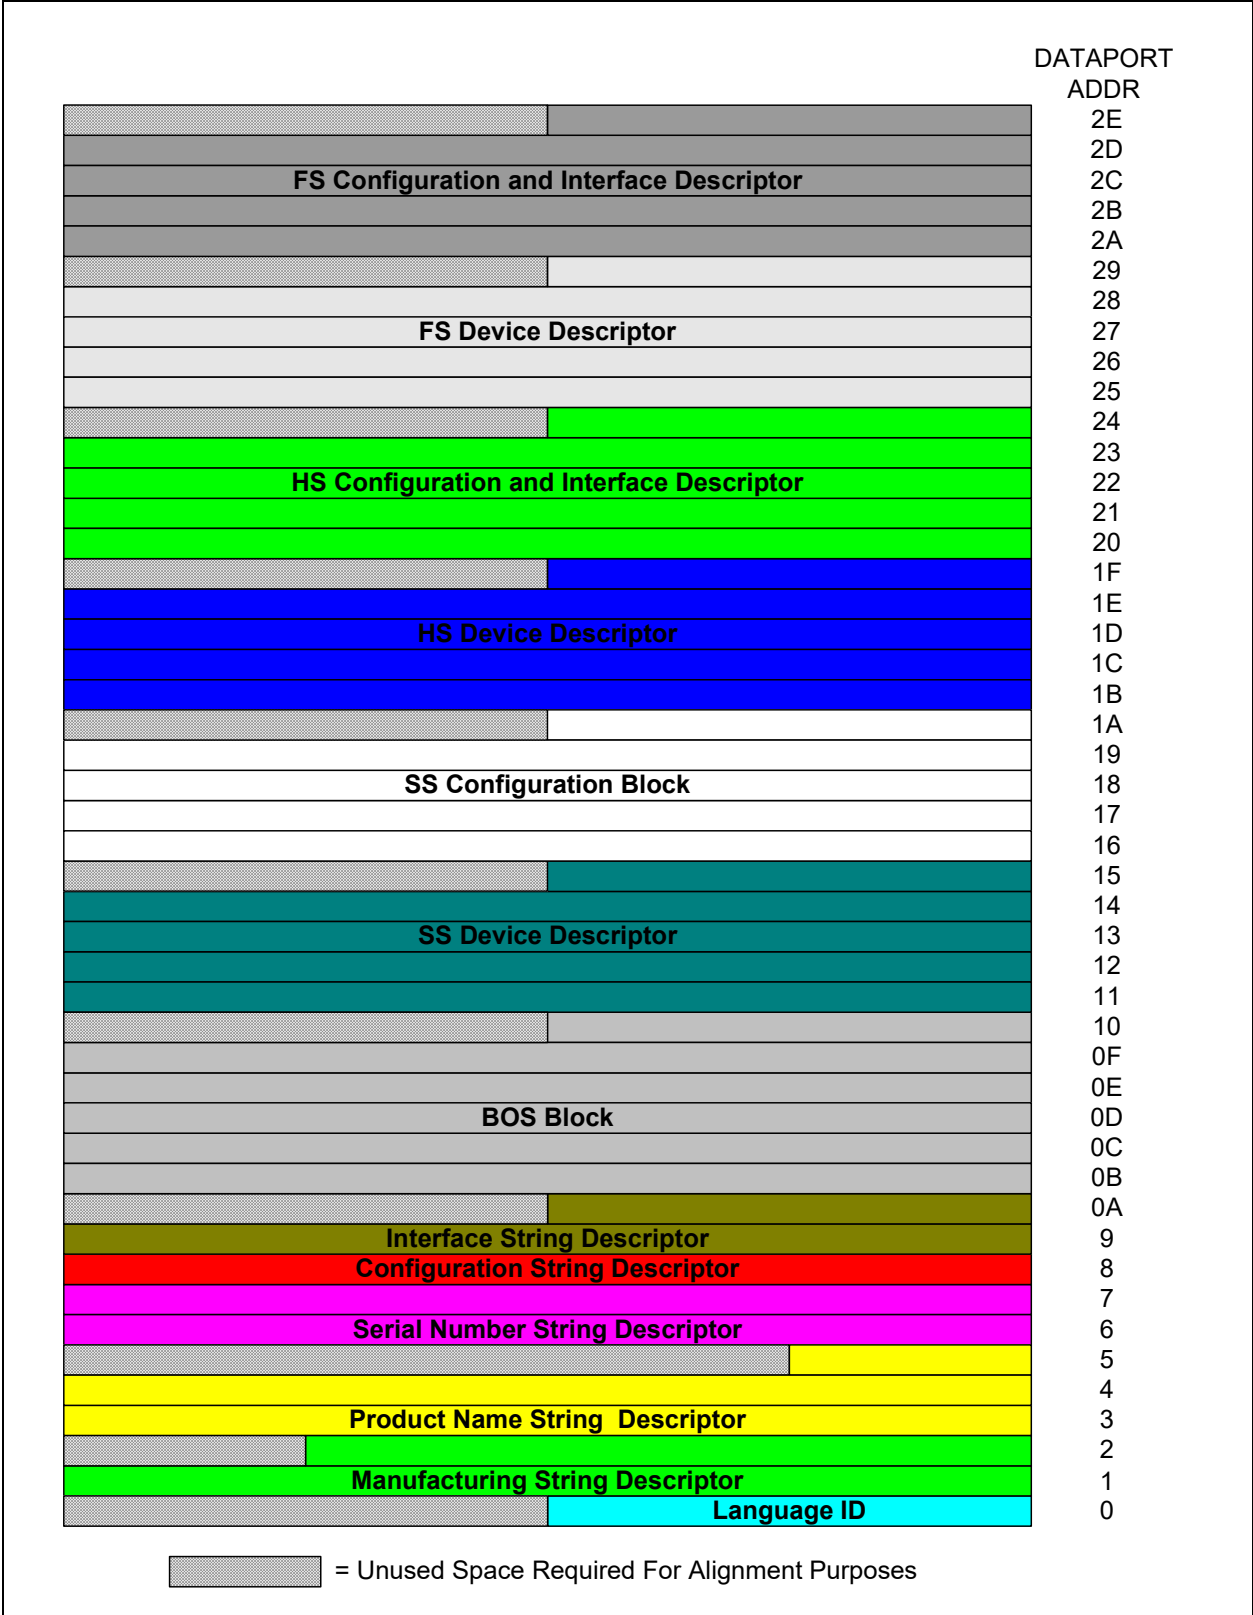 DATAPORT
ADDR
2E
2D
FS Configuration and Interface Descriptor 2C
2B
2A
29
28
FS Device Descriptor 27
26
25
24
23
HS Configuration and Interface Descriptor 22
21
20
1F
1E
HS Device Descriptor 1D
1C
1B
1A
19
SS Configuration Block 18
17
16
15
14
SS Device Descriptor 13
12
11
10
0F
0E
BOS Block 0D
0C
0B
0A
Interface String Descriptor 9
Configuration String Descriptor 8
7
Serial Number String Descriptor 6
5
4
Product Name String Descriptor 3
2
Manufacturing String Descriptor 1
Language ID 0
= Unused Space Required For Alignment Purposes